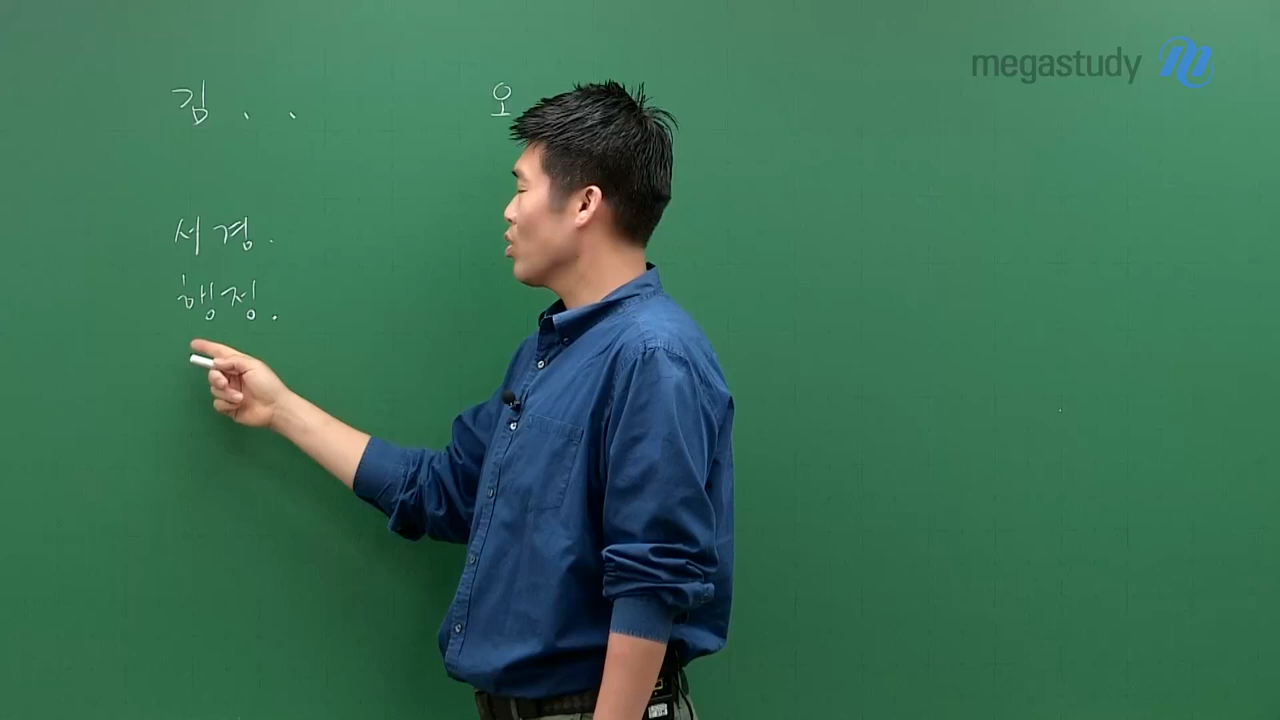 megastudy
김 . . 오
서경.
행정.